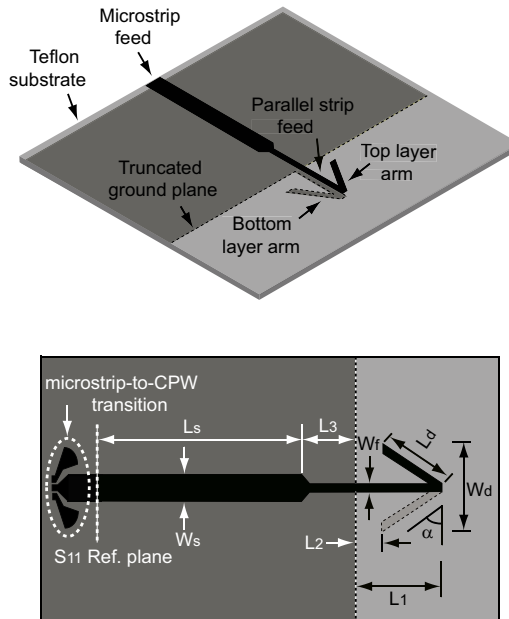 Microstrip
feed
Teflon
substrate
Parallel strip
feed
Top layer
arm
Truncated
ground plane
Bottom
layer arm
microstrip-to-CPW
transition
Ls
L3
Wf
Ld
Wd
S11 Ref. plane
Ws
L2
α
L1